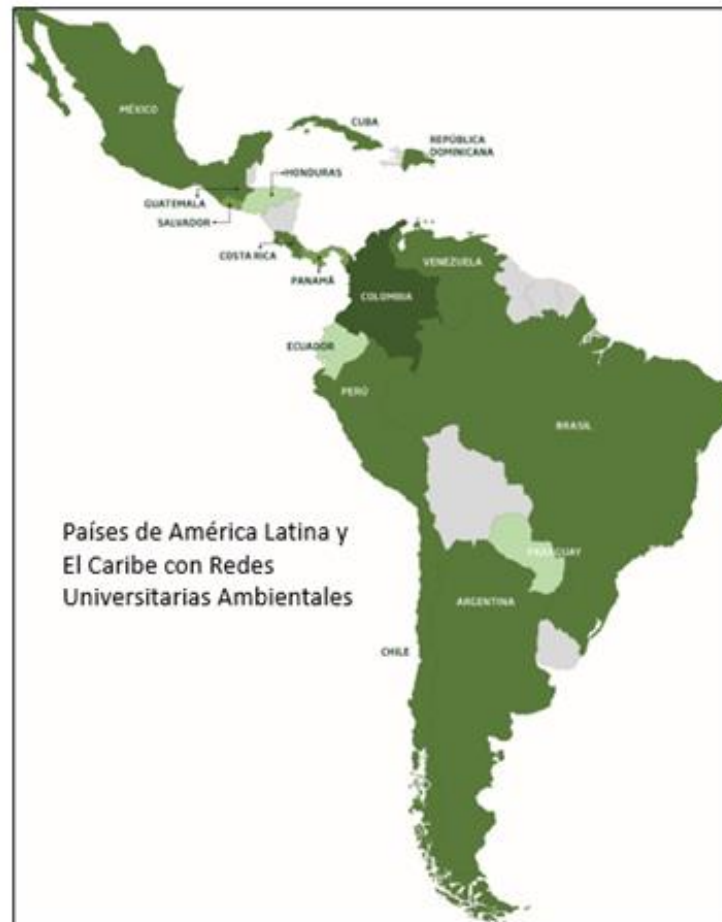 MÉXICO
CUBA
REPÚBLICA
DOMINICANA
HONDURAS
GUATEMALA
SALVADOR
COSTA RICA
PANAMÁ
VENEZUELA
COLOMBIA
ECUADOR
PERÚ
BRASIL
Países de América Latina y
El Caribe con Redes
Universitarias Ambientales
PARAGUAY
ARGENTINA
CHILE